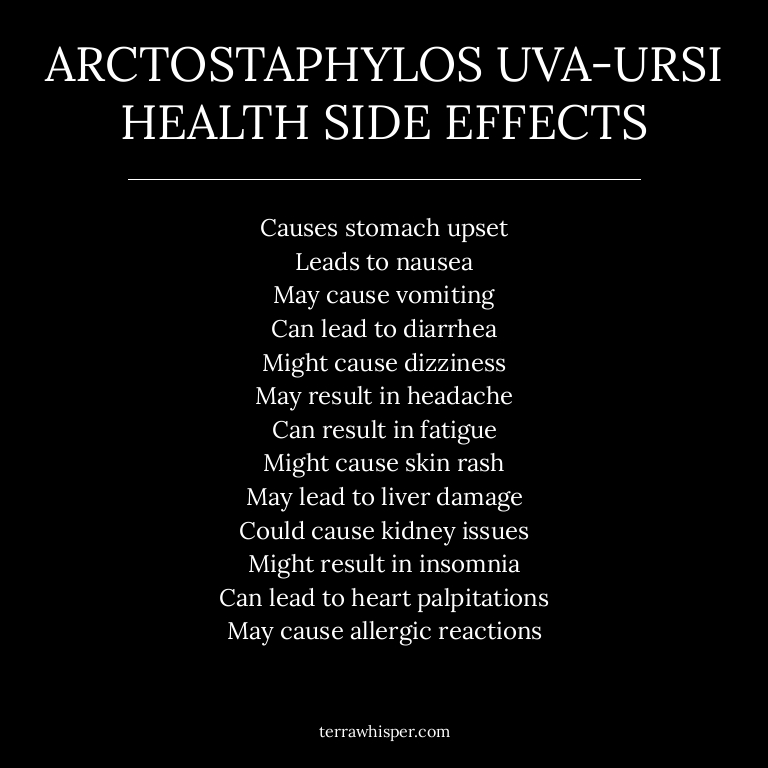 ARCTOSTAPHYLOS UVA-URSI
HEALTH SIDE EFFECTS
Causes stomach upset
Leads to nausea
May cause vomiting
Can lead to diarrhea
Might cause dizziness
May result in headache
Can result in fatigue
Might cause skin rash
May lead to liver damage
Could cause kidney issues
Might result in insomnia
Can lead to heart palpitations
May cause allergic reactions
terrawhisper.com